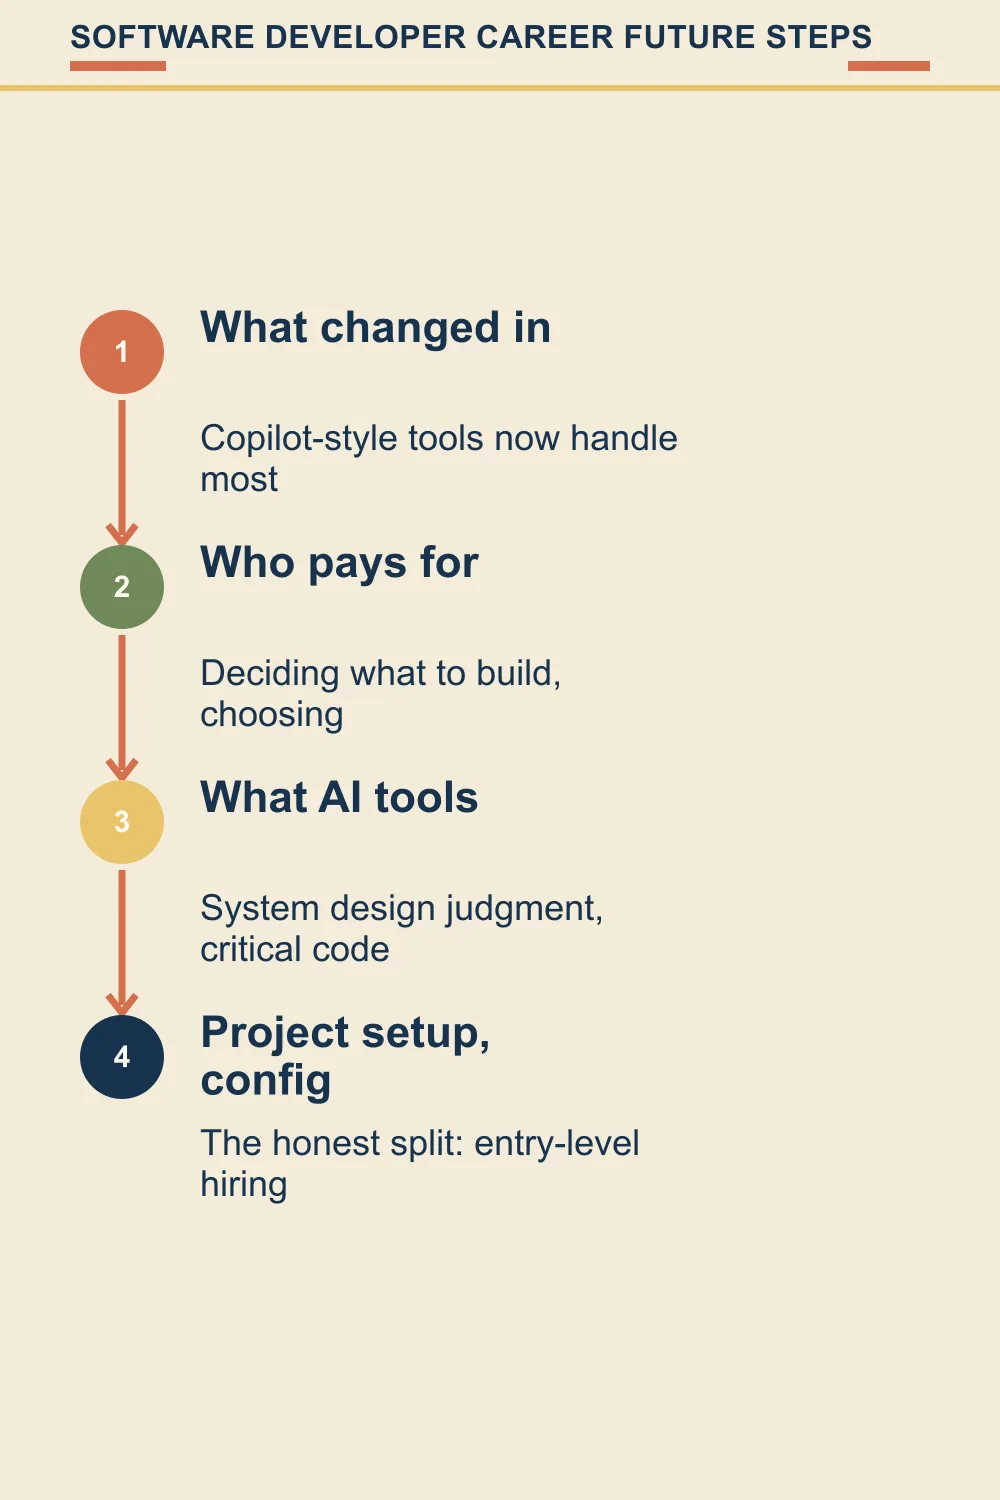 SOFTWARE DEVELOPER CAREER FUTURE STEPS
1
What changed in
Copilot-style tools now handle
most
2
Who pays for
Deciding what to build,
choosing
3
What AI tools
System design judgment,
critical code
4
Project setup,
config
The honest split: entry-level
hiring